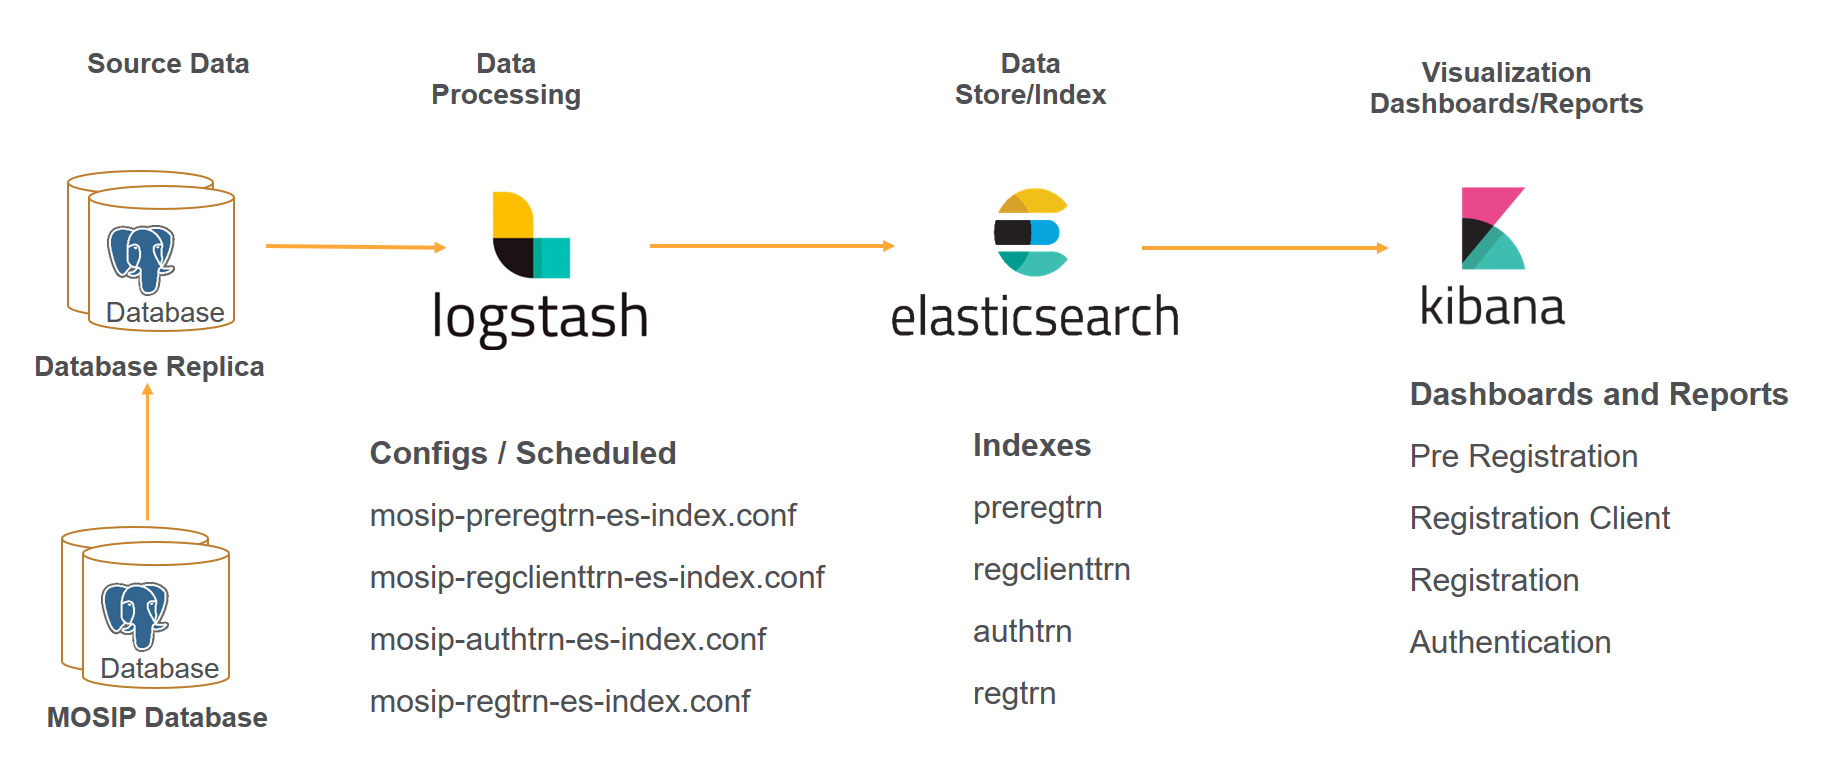 Source Data
Data
Processing
Data
Store/Index
Visualization
Dashboards/Reports
Database
Database Replica
logstash
elasticsearch
kibana
Database
MOSIP Database
Configs / Scheduled
mosip-preregtrn-es-index.conf
mosip-regclienttrn-es-index.conf
mosip-authtrn-es-index.conf
mosip-regtrn-es-index.conf
Indexes
preregtrn
regclienttrn
authtrn
regtrn
Dashboards and Reports
Pre Registration
Registration Client
Registration
Authentication